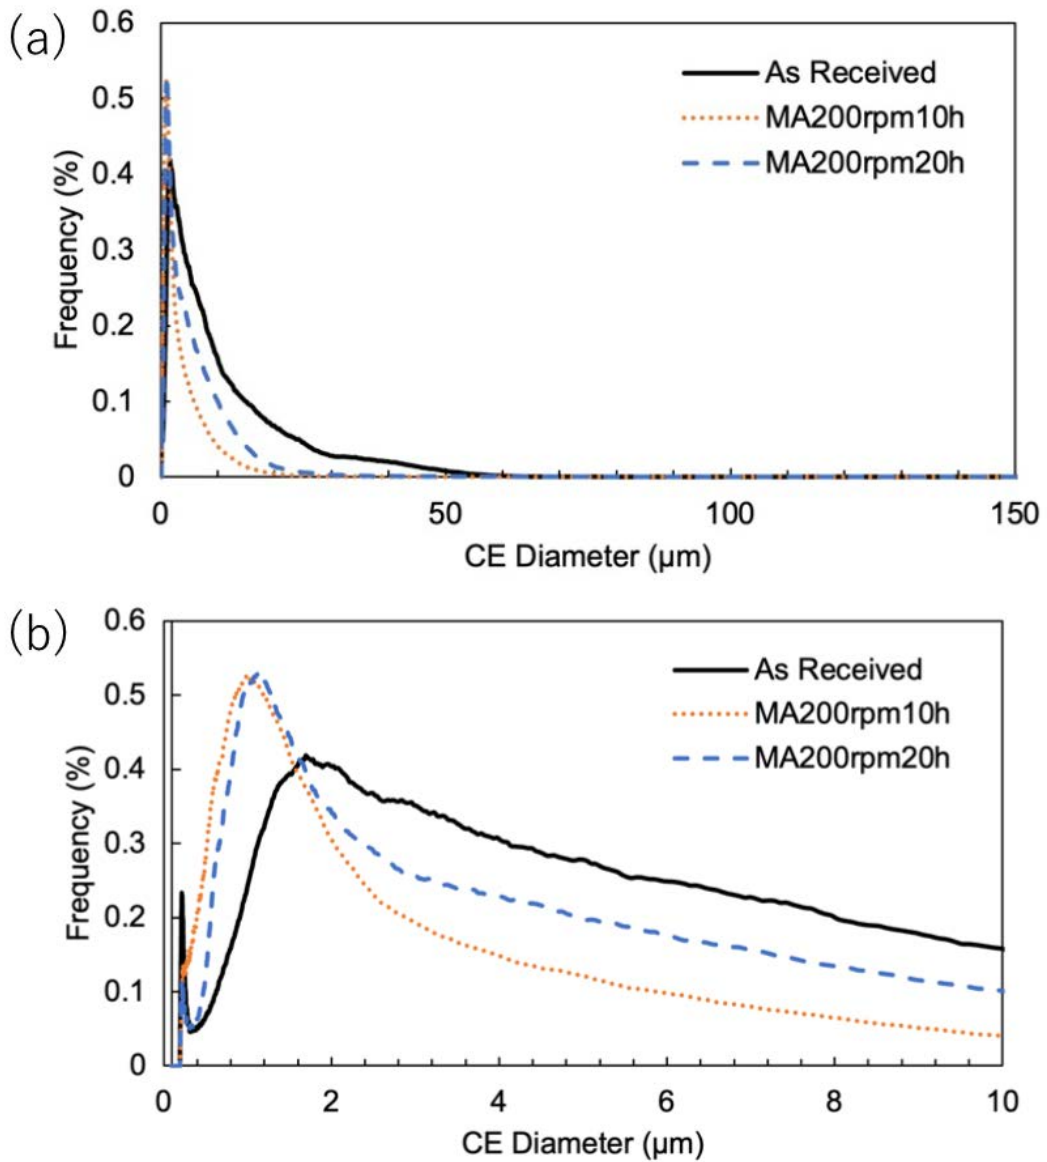 (a)
0.6
0.5
0.4
0.3
0.2
0.1
0
Frequency (%)
As Received
MA200rpm10h
MA200rpm20h
0 50 100 150
CE Diameter (μm)
(b)
0.6
0.5
0.4
0.3
0.2
0.1
0
Frequency (%)
As Received
MA200rpm10h
MA200rpm20h
0 2 4 6 8 10
CE Diameter (μm)